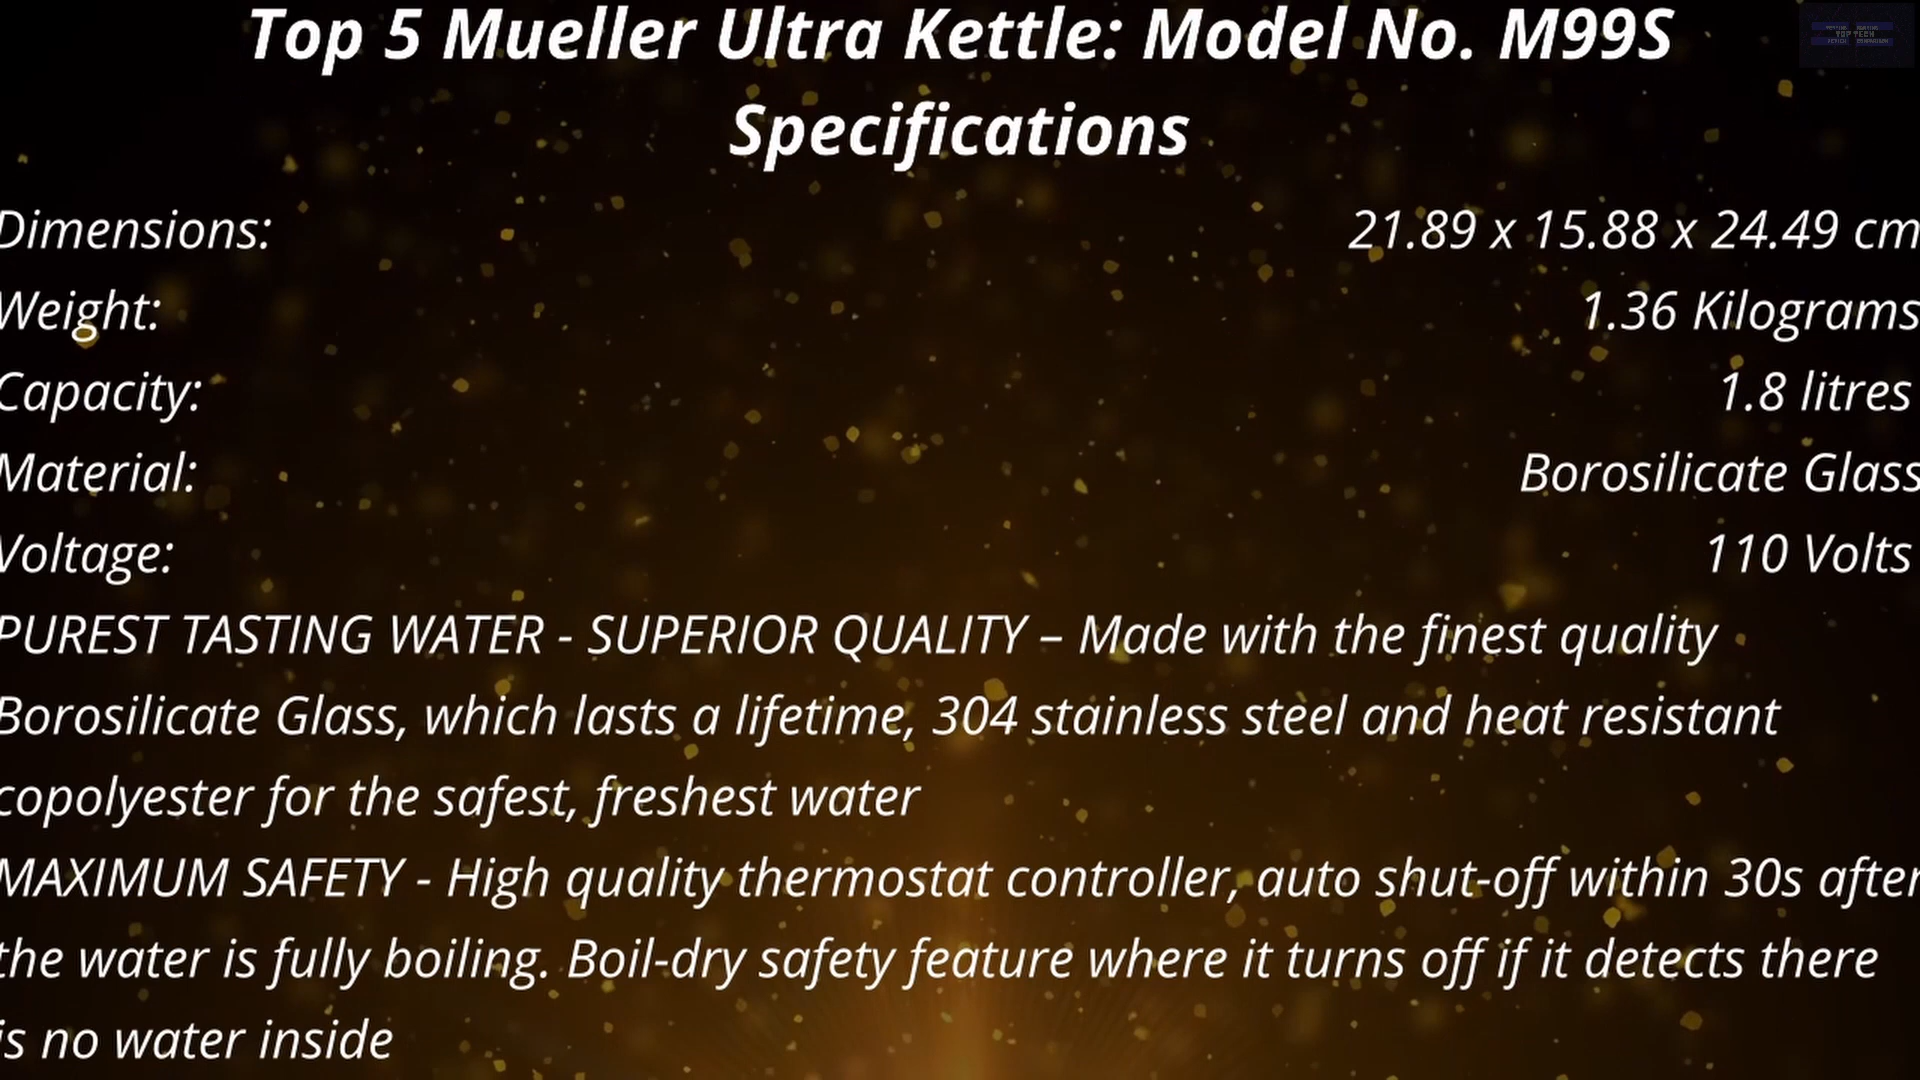 Top 5 Mueller Ultra Kettle: Model No. M99S
Specifications
Dimensions: 21.89 x 15.88 x 24.49 cm
Weight: 1.36 Kilograms
Capacity: 1.8 litres
Material: Borosilicate Glass
Voltage: 110 Volts
PUREST TASTING WATER - SUPERIOR QUALITY – Made with the finest quality
Borosilicate Glass, which lasts a lifetime, 304 stainless steel and heat resistant
copolyester for the safest, freshest water
MAXIMUM SAFETY - High quality thermostat controller, auto shut-off within 30s after
the water is fully boiling. Boil-dry safety feature where it turns off if it detects there
is no water inside
TOP TECH